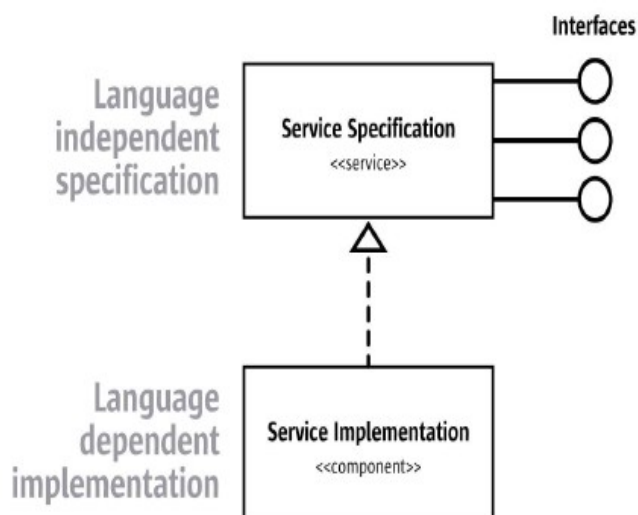 Interfaces
Language
independent
specification
Service Specification
<<service>>
Language
dependent
implementation
Service Implementation
<<component>>